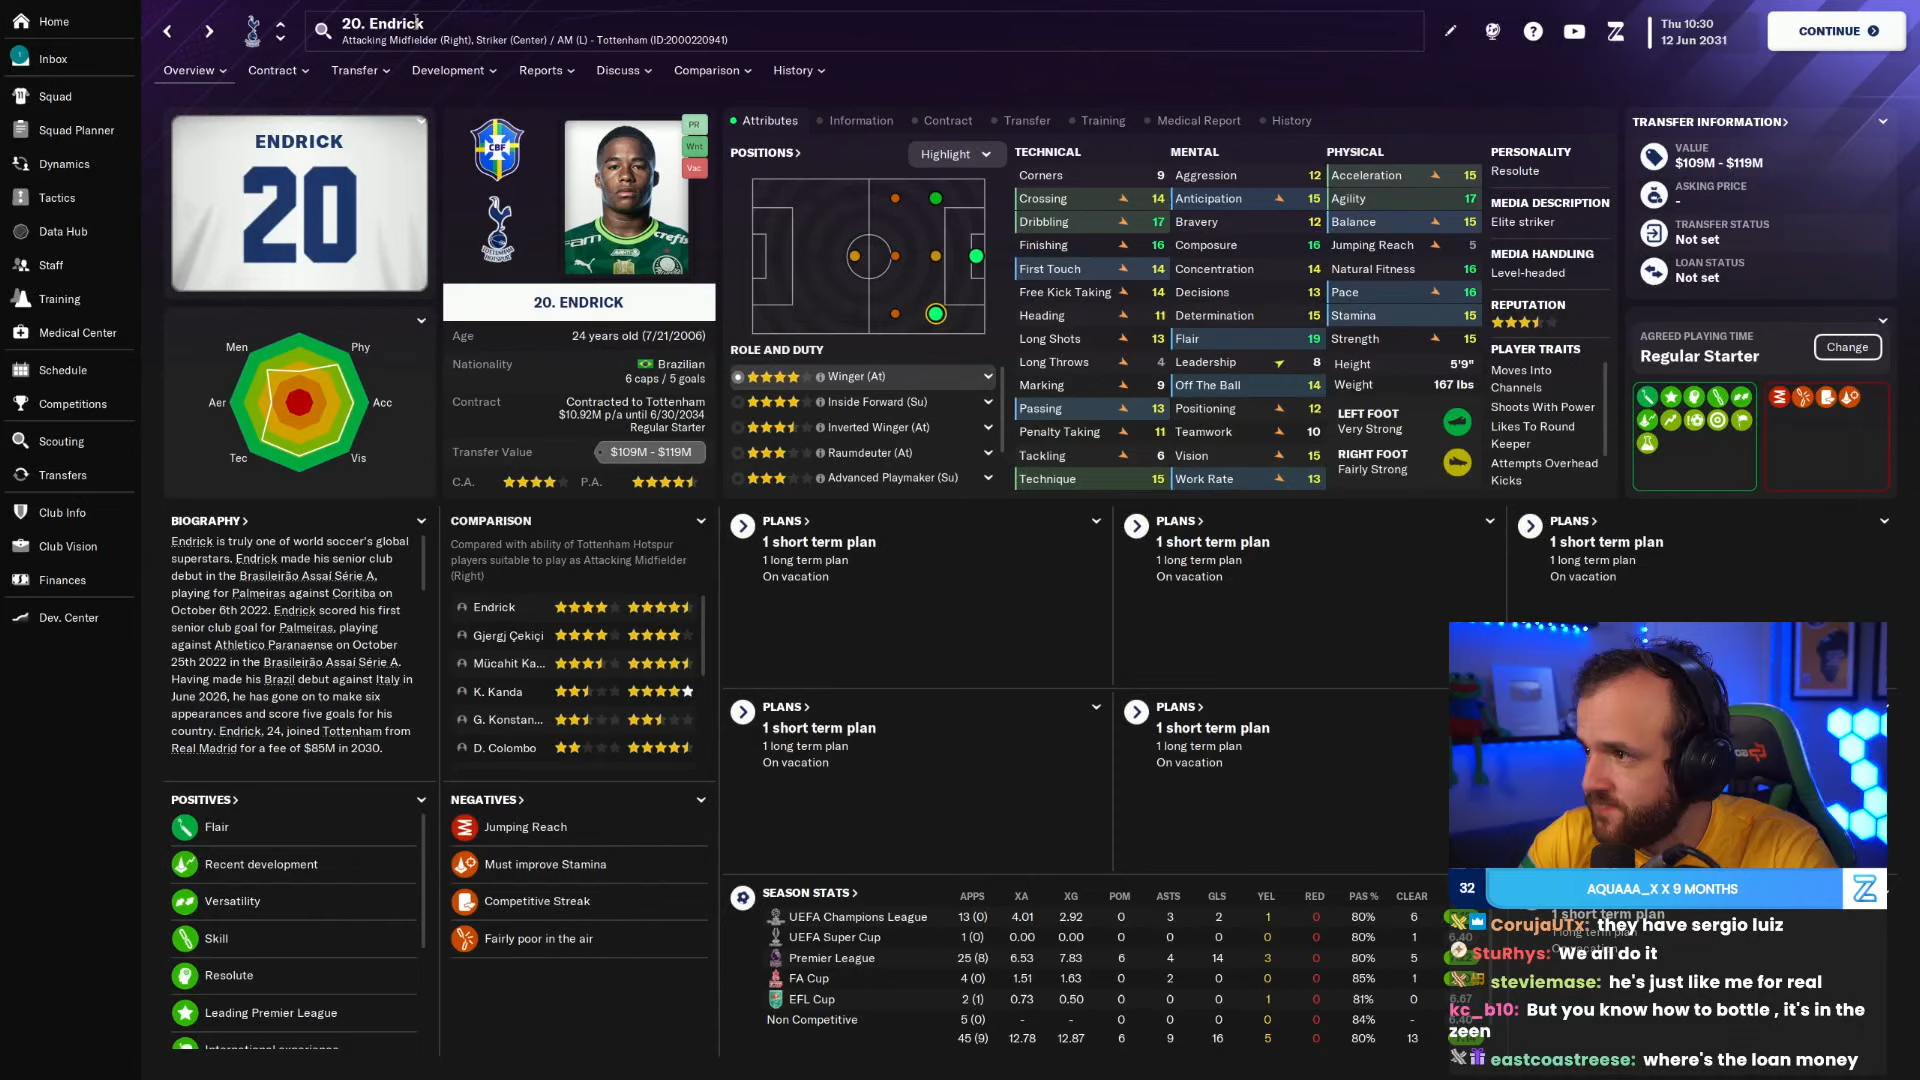 Home
Inbox
1
Squad
Squad Planner
Dynamics
Tactics
Data Hub
Staff
Training
Medical Center
Schedule
Competitions
Scouting
Transfers
Club Info
Club Vision
Finances
Dev. Center
20. Endrick
Attacking Midfielder (Right), Striker (Center) / AM (L) - Tottenham (ID:2000220941)
Thu 10:30
12 Jun 2031
CONTINUE
Overview
Contract
Transfer
Development
Reports
Discuss
Comparison
History
ENDRICK
20
PR
Wnt
Vac
20. ENDRICK
Age 24 years old (7/21/2006)
Nationality Brazilian
6 caps / 5 goals
Contract Contracted to Tottenham
$10.92M p/a until 6/30/2034
Regular Starter
Transfer Value $109M - $119M
C.A. P.A.
Men Phy
Aer Acc
Tec Vis
Attributes Information Contract Transfer Training Medical Report History
POSITIONS>
Highlight
ROLE AND DUTY
Winger (At)
Inside Forward (Su)
Inverted Winger (At)
Raumdeuter (At)
Advanced Playmaker (Su)
TECHNICAL
Corners 9
Crossing 14
Dribbling 17
Finishing 16
First Touch 14
Free Kick Taking 14
Heading 11
Long Shots 13
Long Throws 4
Marking 9
Passing 13
Penalty Taking 11
Tackling 6
Technique 15
MENTAL
Aggression 12
Anticipation 15
Bravery 12
Composure 16
Concentration 14
Decisions 13
Determination 15
Flair 19
Leadership 8
Off The Ball 14
Positioning 12
Teamwork 10
Vision 15
Work Rate 13
PHYSICAL
Acceleration 15
Agility 17
Balance 15
Jumping Reach 5
Natural Fitness 16
Pace 16
Stamina 15
Strength 15
Height 5'9"
Weight 167 lbs
LEFT FOOT
Very Strong
RIGHT FOOT
Fairly Strong
PERSONALITY
Resolute
MEDIA DESCRIPTION
Elite striker
MEDIA HANDLING
Level-headed
REPUTATION
PLAYER TRAITS
Moves Into
Channels
Shoots With Power
Likes To Round
Keeper
Attempts Overhead
Kicks
TRANSFER INFORMATION>
VALUE
$109M - $119M
ASKING PRICE
-
TRANSFER STATUS
Not set
LOAN STATUS
Not set
AGREED PLAYING TIME
Regular Starter
Change
BIOGRAPHY>
Endrick is truly one of world soccer's global
superstars. Endrick made his senior club
debut in the Brasileirão Assaí Série A,
playing for Palmeiras against Coritiba on
October 6th 2022. Endrick scored his first
senior club goal for Palmeiras, playing
against Athletico Paranaense on October
25th 2022 in the Brasileirão Assaí Série A.
Having made his Brazil debut against Italy in
June 2026, he has gone on to make six
appearances and score five goals for his
country. Endrick, 24, joined Tottenham from
Real Madrid for a fee of $85M in 2030.
COMPARISON
Compared with ability of Tottenham Hotspur
players suitable to play as Attacking Midfielder
(Right)
Endrick
Gjergj Çekiçi
Mücahit Ka...
K. Kanda
G. Konstan...
D. Colombo
PLANS>
1 short term plan
1 long term plan
On vacation
PLANS>
1 short term plan
1 long term plan
On vacation
PLANS>
1 short term plan
1 long term plan
On vacation
PLANS>
1 short term plan
1 long term plan
On vacation
PLANS>
1 short term plan
1 long term plan
On vacation
POSITIVES>
Flair
Recent development
Versatility
Skill
Resolute
Leading Premier League
NEGATIVES>
Jumping Reach
Must improve Stamina
Competitive Streak
Fairly poor in the air
SEASON STATS> APPS XA XG POM ASTS GLS YEL RED PAS % CLEAR
UEFA Champions League 13 (0) 4.01 2.92 0 3 2 1 0 80% 6
UEFA Super Cup 1 (0) 0.00 0.00 0 0 0 0 0 80% 1
Premier League 25 (8) 6.53 7.83 6 4 14 3 0 80% 5
FA Cup 4 (0) 1.51 1.63 0 2 0 0 0 85% 1
EFL Cup 2 (1) 0.73 0.50 0 0 0 1 0 81% 0
Non Competitive 5 (0) - - 0 0 0 0 0 84% -
45 (9) 12.78 12.87 6 9 16 5 0 80% 13
32 AQUAAA_X X 9 MONTHS
1 short term plan
CorujaUTx: they have sergio luiz
StuRhys: We all do it
steviemase: he's just like me for real
kc_b10: But you know how to bottle , it's in the
zeen
eastcoastreese: where's the loan money